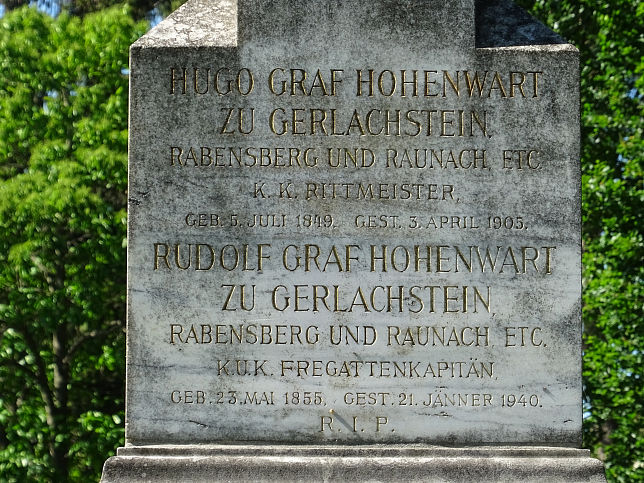 HUGO GRAF HOHENWART
ZU GERLACHSTEIN,
RABENSBERG UND RAUNACH, ETC
K. K. RITTMEISTER,
GEB. 5. JULI 1849. GEST. 3. APRIL 1905.
RUDOLF GRAF HOHENWART
ZU GERLACHSTEIN,
RABENSBERG UND RAUNACH, ETC.
K.U.K. FREGATTENKAPITÄN,
GEB. 23. MAI 1855, GEST. 21. JÄNNER 1940.
R. I. P.